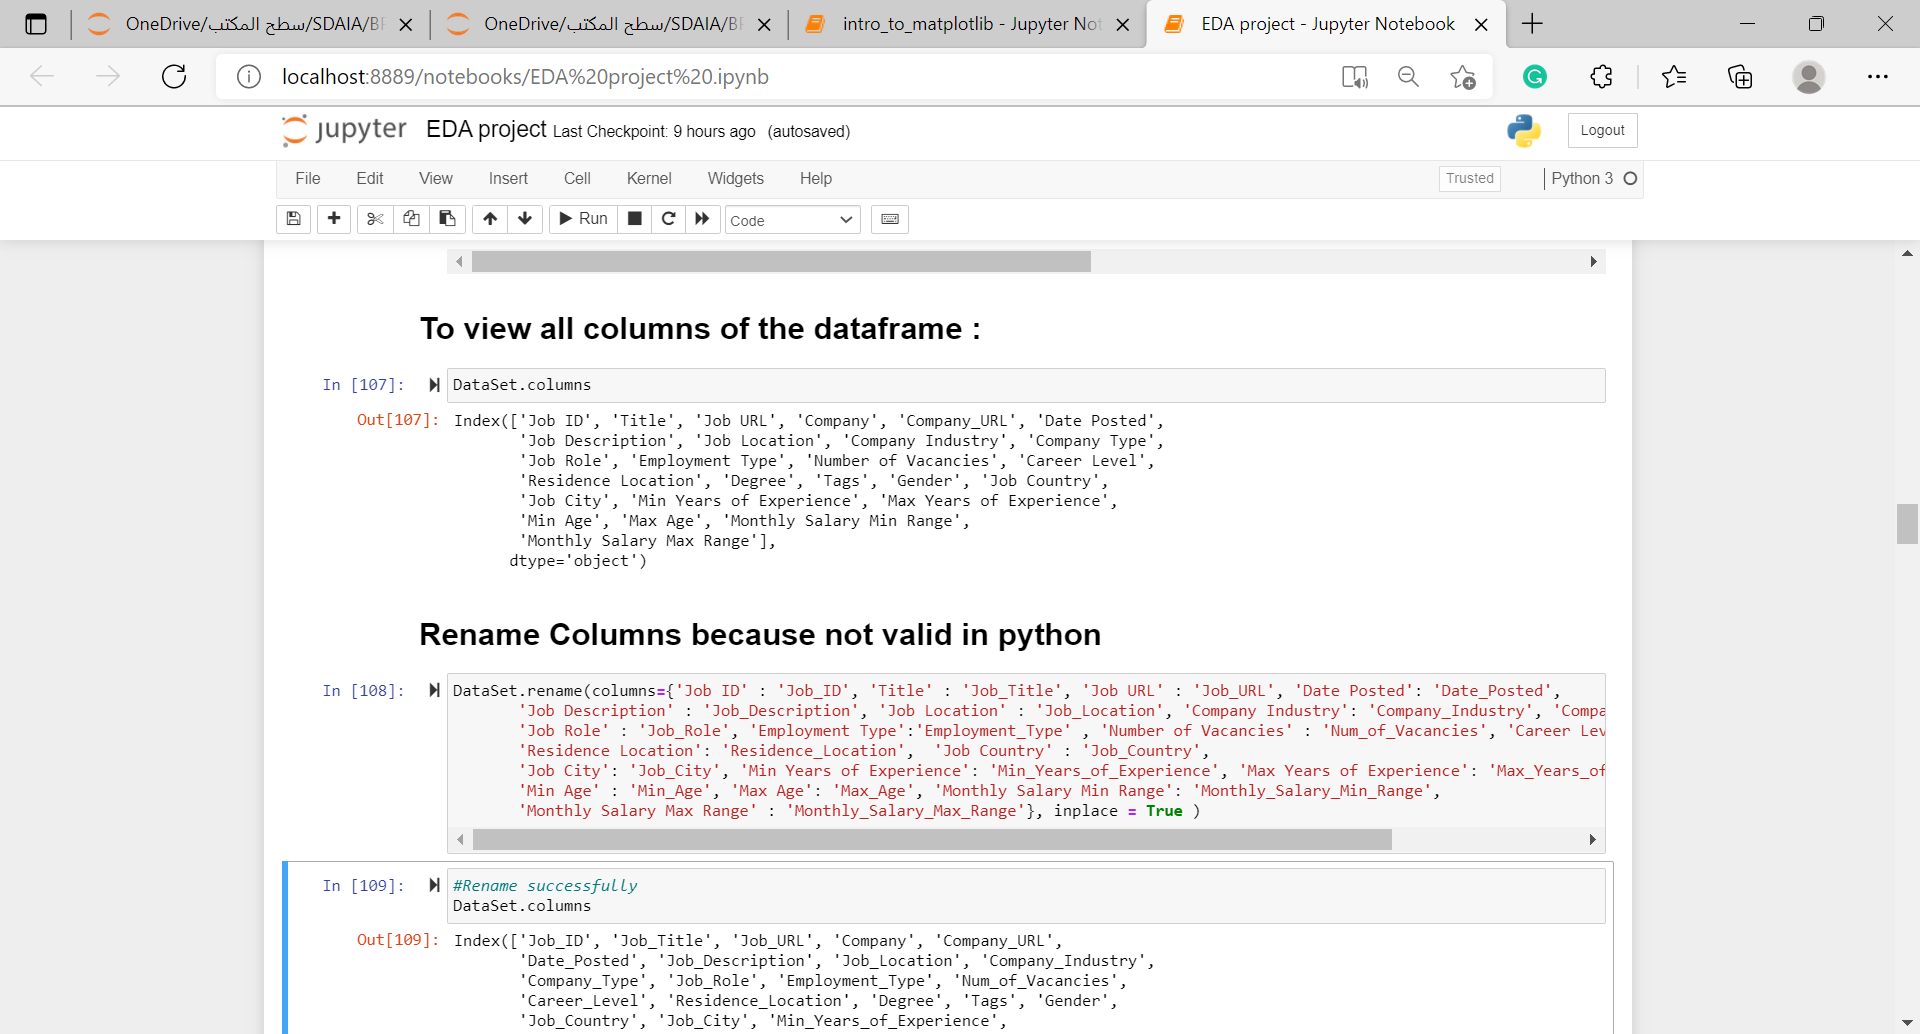 OneDrive/سطح المكتب/SDAIA/BF
OneDrive/سطح المكتب/SDAIA/BF
intro_to_matplotlib - Jupyter Not
EDA project - Jupyter Notebook
localhost:8889/notebooks/EDA%20project%20.ipynb
jupyter EDA project Last Checkpoint: 9 hours ago (autosaved)
Logout
File Edit View Insert Cell Kernel Widgets Help
Trusted
Python 3
Run
Code
To view all columns of the dataframe :
In [107]: DataSet.columns
Out[107]: Index(['Job ID', 'Title', 'Job URL', 'Company', 'Company_URL', 'Date Posted',
'Job Description', 'Job Location', 'Company Industry', 'Company Type',
'Job Role', 'Employment Type', 'Number of Vacancies', 'Career Level',
'Residence Location', 'Degree', 'Tags', 'Gender', 'Job Country',
'Job City', 'Min Years of Experience', 'Max Years of Experience',
'Min Age', 'Max Age', 'Monthly Salary Min Range',
'Monthly Salary Max Range'],
dtype='object')
Rename Columns because not valid in python
In [108]: DataSet.rename(columns={'Job ID' : 'Job_ID', 'Title' : 'Job_Title', 'Job URL' : 'Job_URL', 'Date Posted': 'Date_Posted',
'Job Description' : 'Job_Description', 'Job Location' : 'Job_Location', 'Company Industry': 'Company_Industry', 'Compa
'Job Role' : 'Job_Role', 'Employment Type':'Employment_Type' , 'Number of Vacancies' : 'Num_of_Vacancies', 'Career Lev
'Residence Location': 'Residence_Location', 'Job Country' : 'Job_Country',
'Job City': 'Job_City', 'Min Years of Experience': 'Min_Years_of_Experience', 'Max Years of Experience': 'Max_Years_of
'Min Age' : 'Min_Age', 'Max Age': 'Max_Age', 'Monthly Salary Min Range': 'Monthly_Salary_Min_Range',
'Monthly Salary Max Range' : 'Monthly_Salary_Max_Range'}, inplace = True )
In [109]: #Rename successfully
DataSet.columns
Out[109]: Index(['Job_ID', 'Job_Title', 'Job_URL', 'Company', 'Company_URL',
'Date_Posted', 'Job_Description', 'Job_Location', 'Company_Industry',
'Company_Type', 'Job_Role', 'Employment_Type', 'Num_of_Vacancies',
'Career_Level', 'Residence_Location', 'Degree', 'Tags', 'Gender',
'Job_Country', 'Job_City', 'Min_Years_of_Experience',